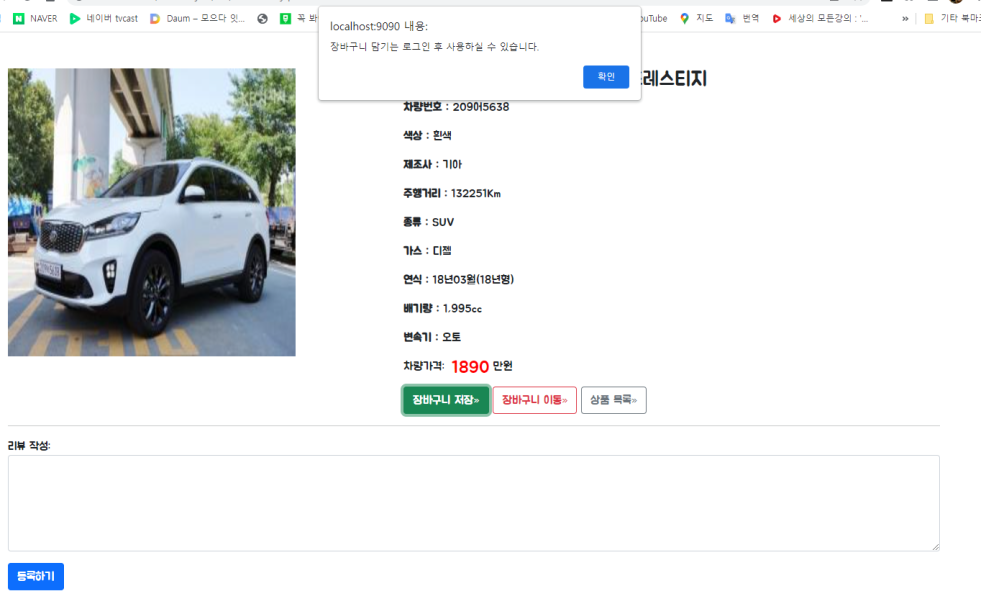 NAVER
네이버 tvcast
Daum – 모으다 잇...
꼭 봐
ouTube
지도
번역
세상의 모든강의 : '...
»
기타 북마크
localhost:9090 내용:
장바구니 담기는 로그인 후 사용하실 수 있습니다.
확인
프레스티지
차량번호 : 209어5638
색상 : 흰색
제조사 : 기아
주행거리 : 132251Km
종류 : SUV
가스 : 디젤
연식 : 18년03월(18년형)
배기량 : 1,995cc
변속기 : 오토
차량가격: 1890 만원
장바구니 저장»
장바구니 이동»
상품 목록»
리뷰 작성:
등록하기